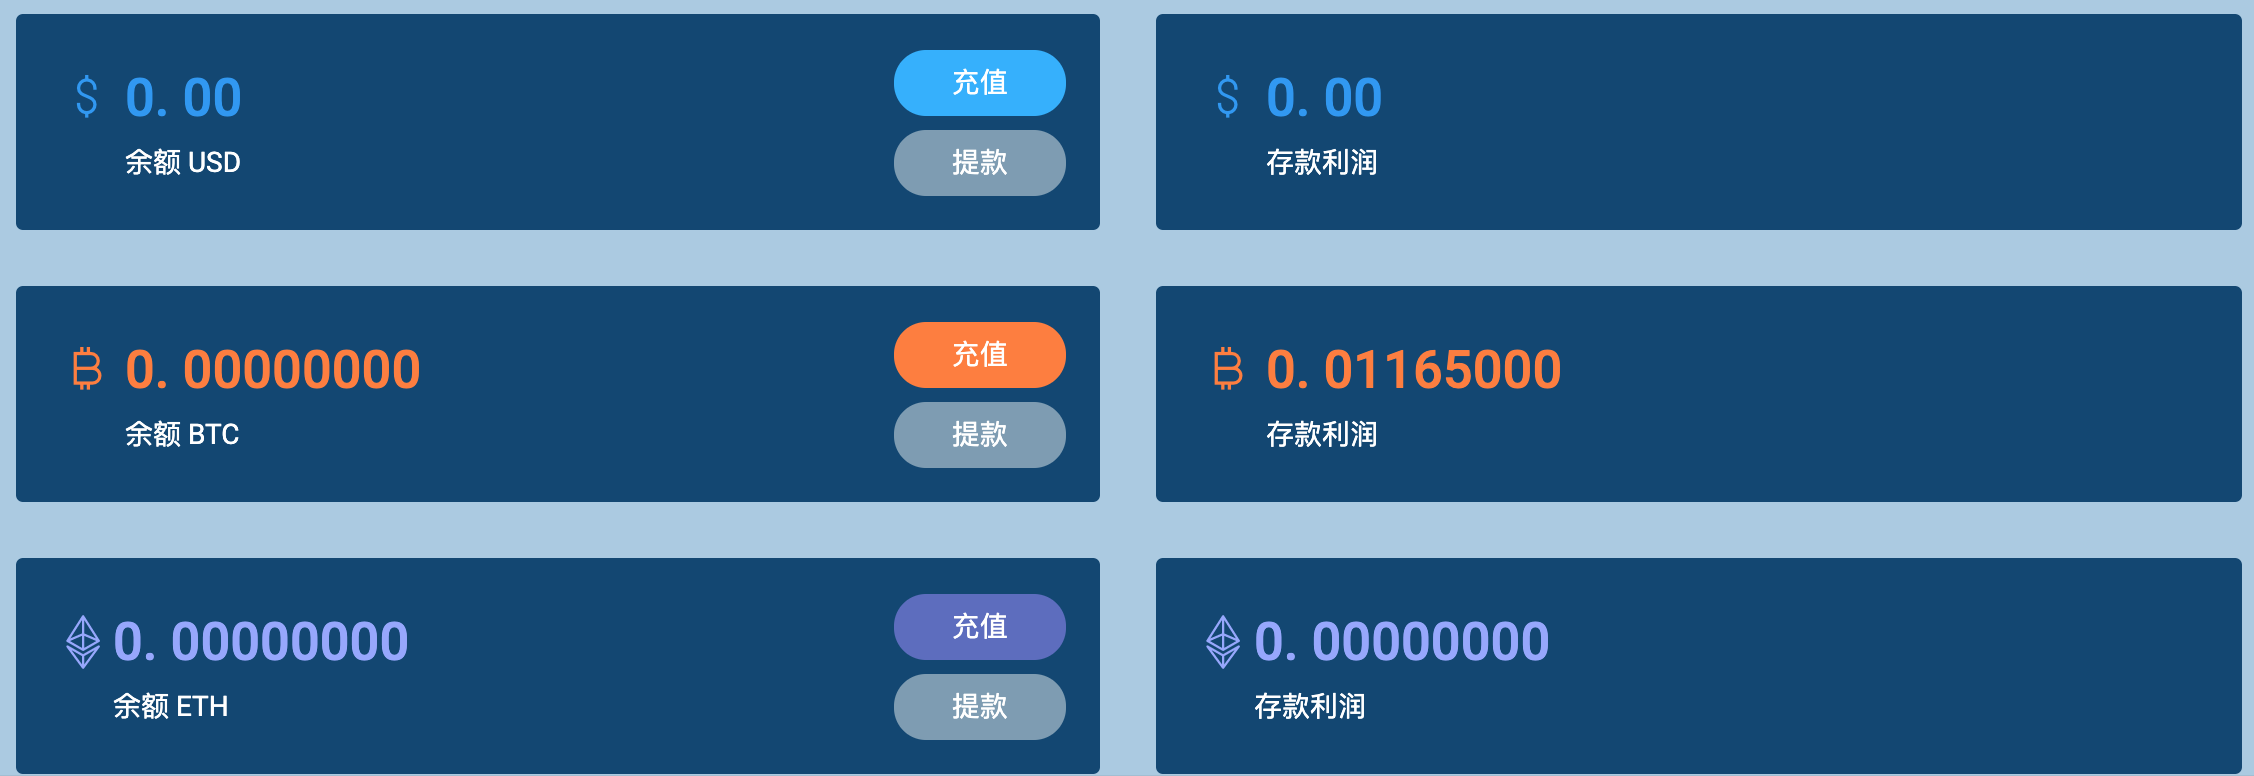 $ 0. 00
余额 USD
充值
提款
$ 0. 00
存款利润
0. 00000000
余额 BTC
充值
提款
0. 01165000
存款利润
0. 00000000
余额 ETH
充值
提款
0. 00000000
存款利润